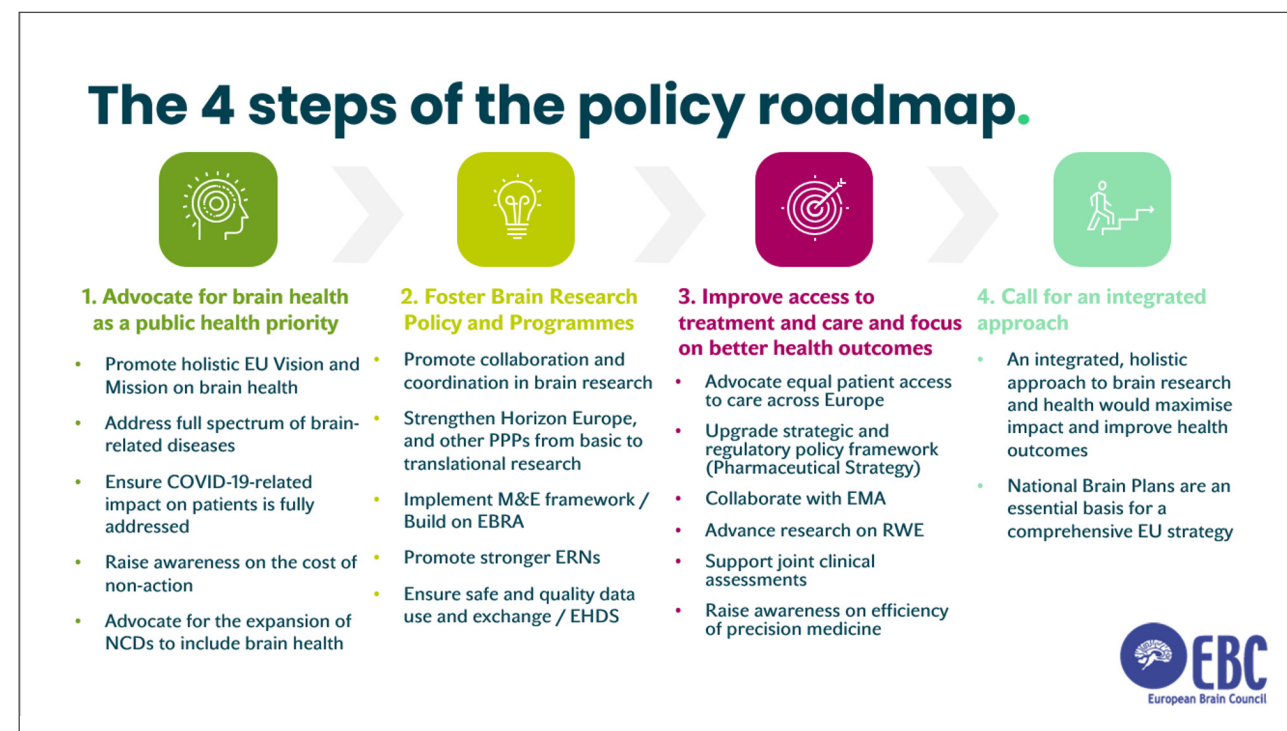 The 4 steps of the policy roadmap.
1. Advocate for brain health
as a public health priority
• Promote holistic EU Vision and
Mission on brain health
• Address full spectrum of brain-
related diseases
• Ensure COVID-19-related
impact on patients is fully
addressed
• Raise awareness on the cost of
non-action
• Advocate for the expansion of
NCDs to include brain health
2. Foster Brain Research
Policy and Programmes
• Promote collaboration and
coordination in brain research
• Strengthen Horizon Europe,
and other PPPs from basic to
translational research
• Implement M&E framework /
Build on EBRA
• Promote stronger ERNs
• Ensure safe and quality data
use and exchange / EHDS
3. Improve access to
treatment and care and focus
on better health outcomes
• Advocate equal patient access
to care across Europe
• Upgrade strategic and
regulatory policy framework
(Pharmaceutical Strategy)
• Collaborate with EMA
• Advance research on RWE
• Support joint clinical
assessments
• Raise awareness on efficiency
of precision medicine
4. Call for an integrated
approach
• An integrated, holistic
approach to brain research
and health would maximise
impact and improve health
outcomes
• National Brain Plans are an
essential basis for a
comprehensive EU strategy
EBC
European Brain Council